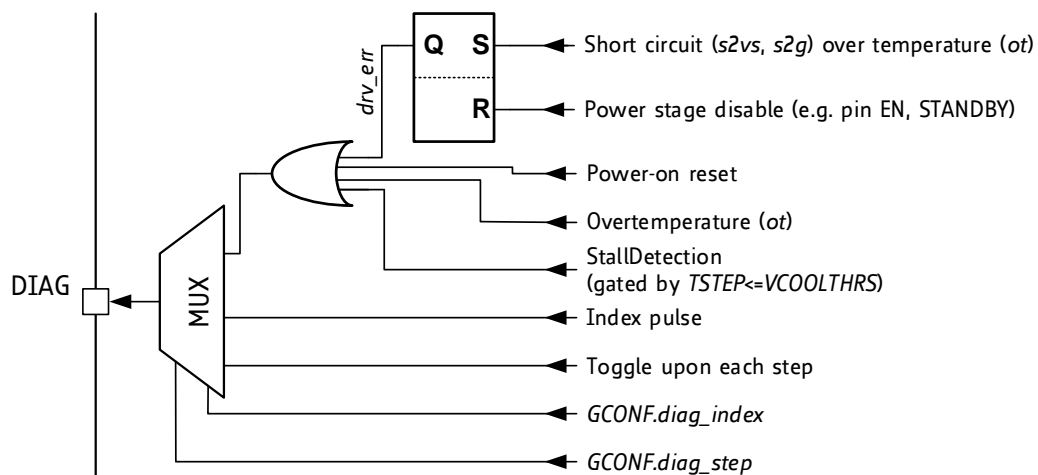 Q
S
Short circuit (s2vs, s2g) over temperature (ot)
drv_err
R
Power stage disable (e.g. pin EN, STANDBY)
Power-on reset
Overtemperature (ot)
StallDetection
(gated by TSTEP<=VCOOLTHRS)
DIAG
MUX
Index pulse
Toggle upon each step
GCONF.diag_index
GCONF.diag_step